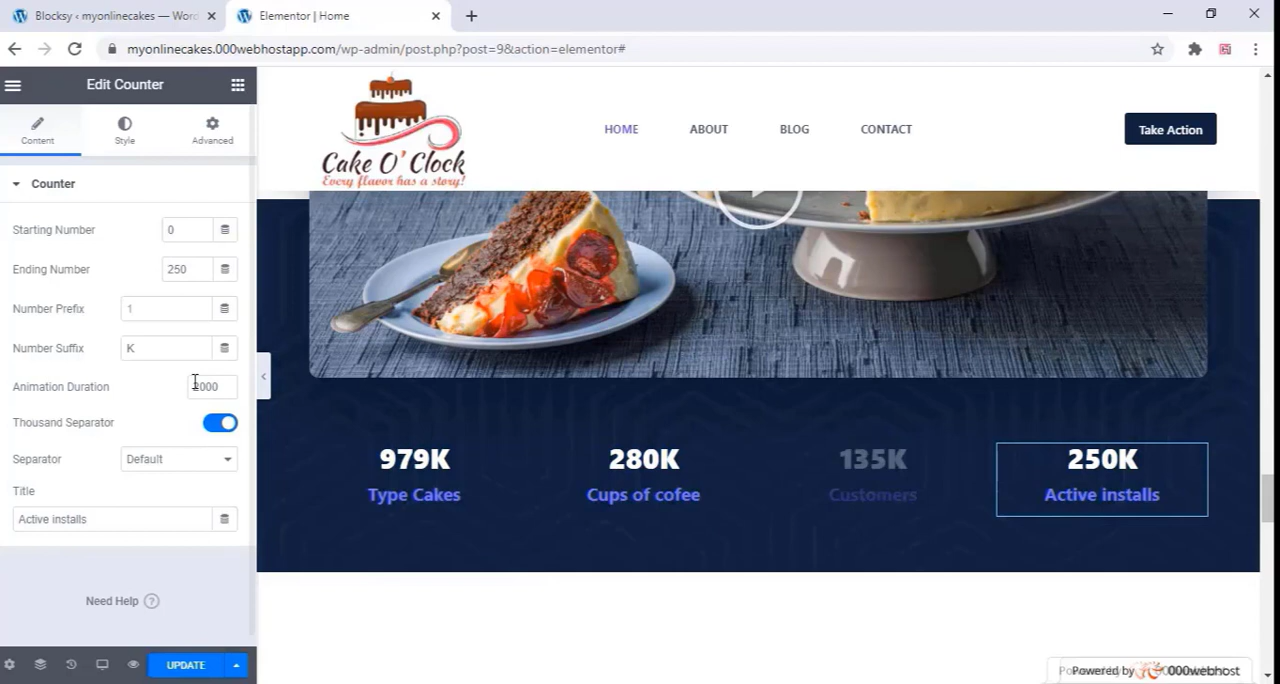 Blocksy ‹ myonlinecakes — Wor
Elementor | Home
myonlinecakes.000webhostapp.com/wp-admin/post.php?post=9&action=elementor#
Edit Counter
Content
Style
Advanced
Counter
Starting Number
0
Ending Number
250
Number Prefix
1
Number Suffix
K
Animation Duration
2000
Thousand Separator
Separator
Default
Title
Active installs
Need Help ?
UPDATE
Cake O' Clock
Every flavor has a story!
HOME ABOUT BLOG CONTACT
Take Action
979K 280K 135K 250K
Type Cakes Cups of cofee Customers Active installs
Powered by 000webhost